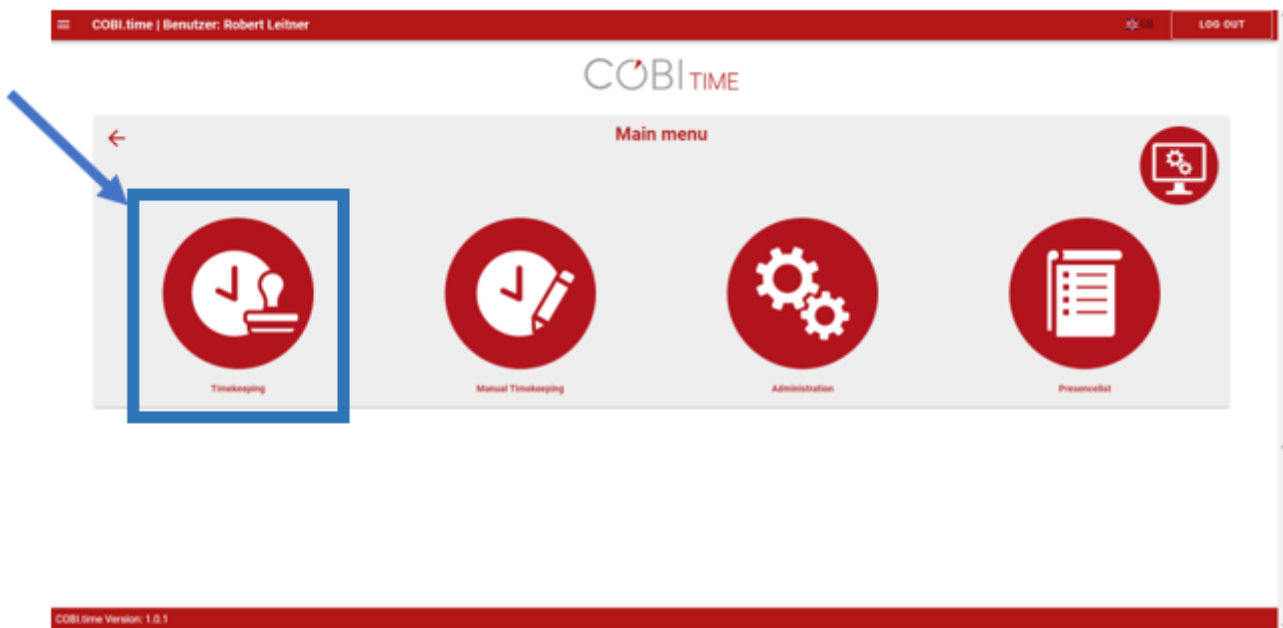 COBI.time | Benutzer: Robert Leitner
GB
LOG OUT
COBI TIME
Main menu
Timekeeping
Manual Timekeeping
Administration
Presencelist
COBI.time Version: 1.0.1